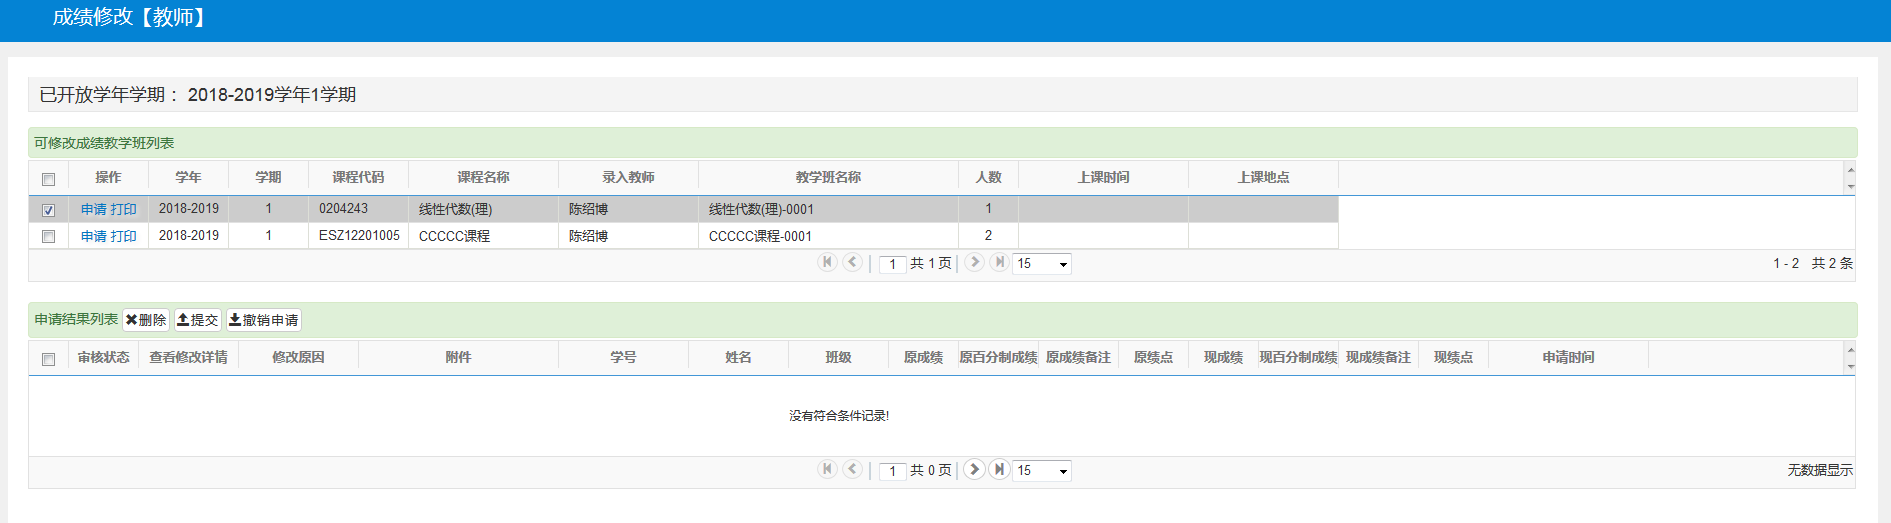 成绩修改【教师】
已开放学年学期： 2018-2019学年1学期
可修改成绩教学班列表
操作 学年 学期 课程代码 课程名称 录入教师 教学班名称 人数 上课时间 上课地点
申请 打印 2018-2019 1 0204243 线性代数(理) 陈绍博 线性代数(理)-0001 1
申请 打印 2018-2019 1 ESZ12201005 CCCCC课程 陈绍博 CCCCC课程-0001 2
1 共 1 页 15 1 - 2 共 2 条
申请结果列表 删除 提交 撤销申请
审核状态 查看修改详情 修改原因 附件 学号 姓名 班级 原成绩 原百分制成绩 原成绩备注 原绩点 现成绩 现百分制成绩 现成绩备注 现绩点 申请时间
没有符合条件记录!
1 共 0 页 15 无数据显示